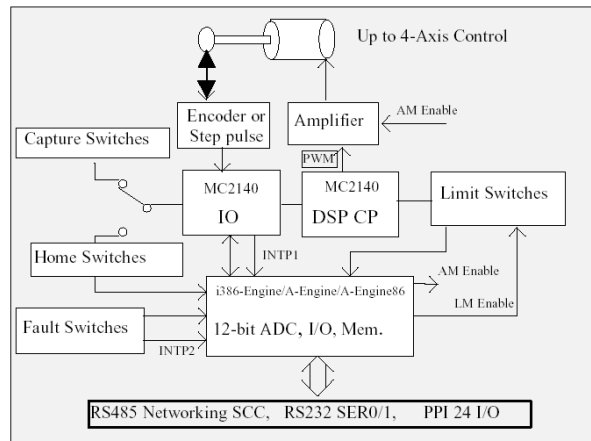 Up to 4-Axis Control
Encoder or
Step pulse
Amplifier
AM Enable
Capture Switches
PWM
MC2140
IO
MC2140
DSP CP
Limit Switches
Home Switches
INTP1
i386-Engine/A-Engine/A-Engine86
12-bit ADC, I/O, Mem.
AM Enable
LM Enable
Fault Switches
INTP2
RS485 Networking SCC, RS232 SER0/1, PPI 24 I/O